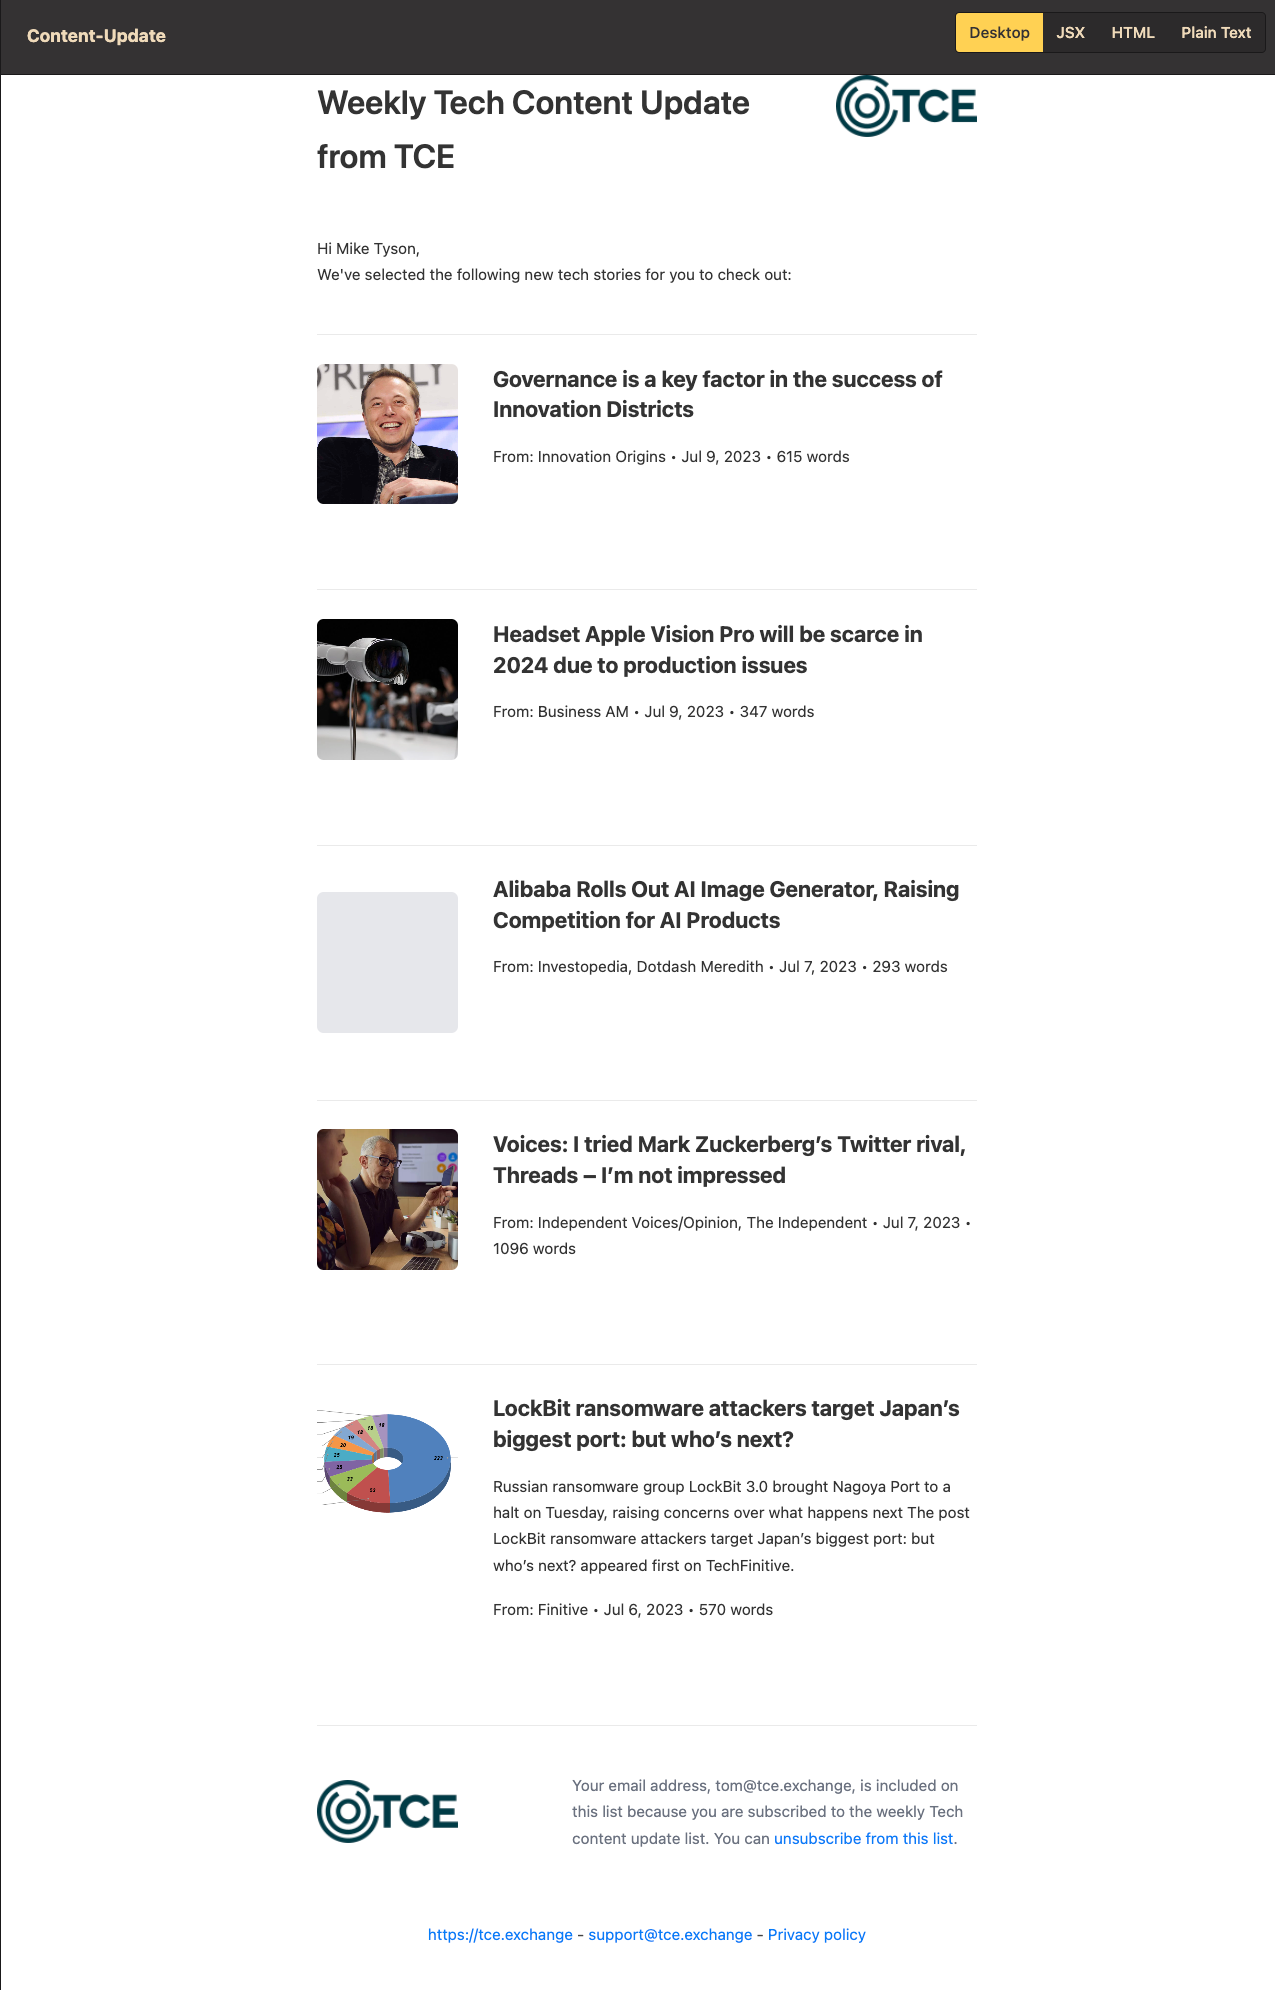 Content-Update
Desktop JSX HTML Plain Text
Weekly Tech Content Update
from TCE
TCE
Hi Mike Tyson,
We've selected the following new tech stories for you to check out:
O'REILLY
Governance is a key factor in the success of
Innovation Districts
From: Innovation Origins • Jul 9, 2023 • 615 words
Headset Apple Vision Pro will be scarce in
2024 due to production issues
From: Business AM • Jul 9, 2023 • 347 words
Alibaba Rolls Out AI Image Generator, Raising
Competition for AI Products
From: Investopedia, Dotdash Meredith • Jul 7, 2023 • 293 words
Voices: I tried Mark Zuckerberg’s Twitter rival,
Threads – I’m not impressed
From: Independent Voices/Opinion, The Independent • Jul 7, 2023 •
1096 words
LockBit ransomware attackers target Japan’s
biggest port: but who’s next?
Russian ransomware group LockBit 3.0 brought Nagoya Port to a
halt on Tuesday, raising concerns over what happens next The post
LockBit ransomware attackers target Japan’s biggest port: but
who’s next? appeared first on TechFinitive.
From: Finitive • Jul 6, 2023 • 570 words
TCE
Your email address, tom@tce.exchange, is included on
this list because you are subscribed to the weekly Tech
content update list. You can unsubscribe from this list.
https://tce.exchange - support@tce.exchange - Privacy policy